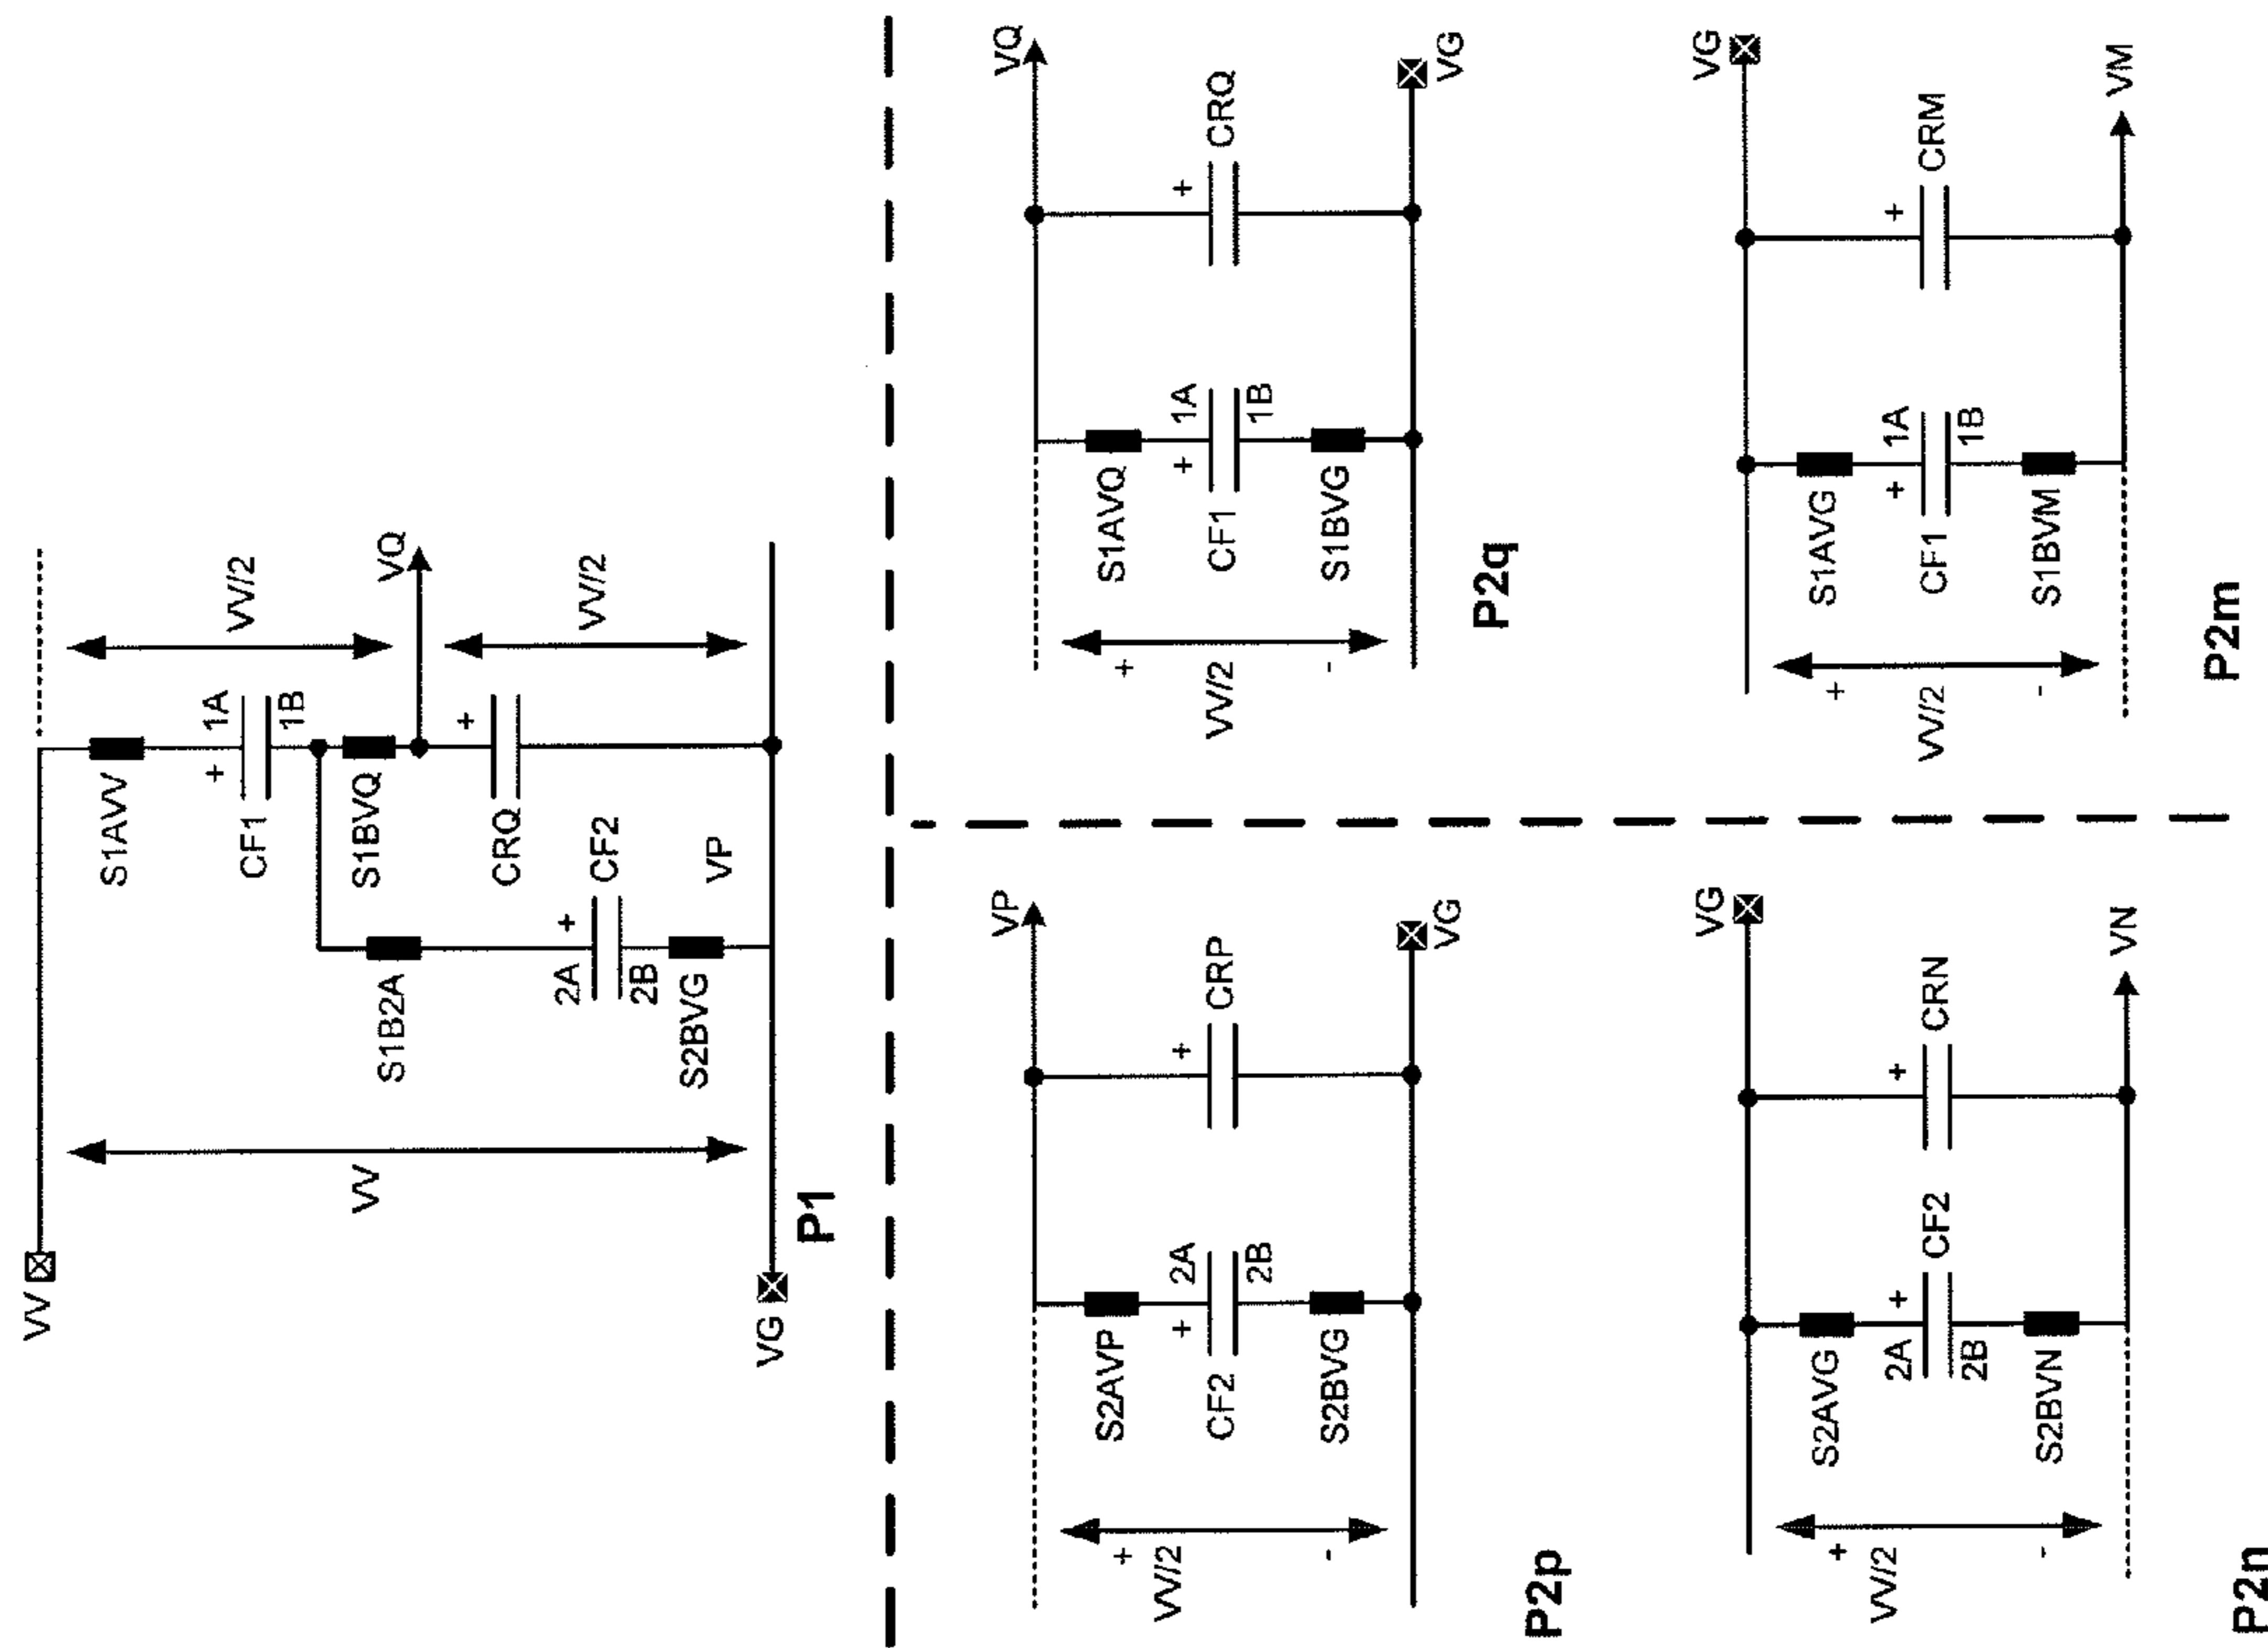 VV
VV
S1AVV
+
1A
CF1
1B
VV/2
S1BVQ
VQ
S1B2A
CRQ
+
VV/2
2A
+
CF2
2B
S2BVG
VP
VG
P1
VP
S2AVP
+
VV/2
-
+
2A
CF2
2B
S2BVG
+
CRP
VG
P2p
VQ
S1AVQ
+
VV/2
-
+
1A
CF1
1B
S1BVG
+
CRQ
VG
P2q
VG
S2AVG
+
VV/2
-
2A
+
CF2
2B
S2BVN
+
CRN
VN
P2n
VG
S1AVG
+
VV/2
-
+
1A
CF1
1B
S1BVM
+
CRM
VM
P2m